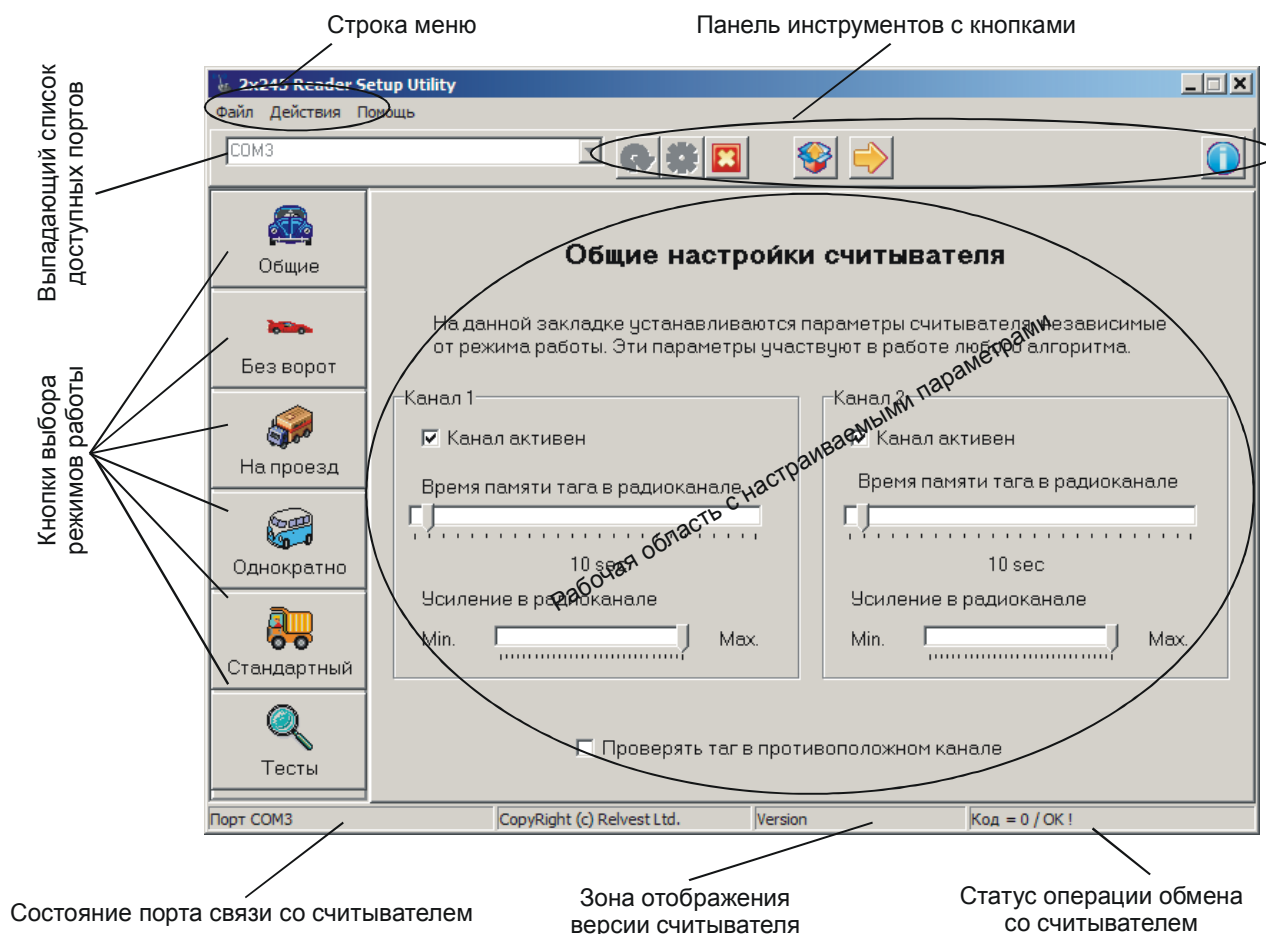 Строка меню
Панель инструментов с кнопками
Выпадающий список
доступных портов
2x245 Reader Setup Utility
Файл Действия Помощь
COM3
Кнопки выбора
режимов работы
Общие
Без ворот
На проезд
Однократно
Стандартный
Тесты
Общие настройки считывателя
На данной закладке устанавливаются параметры считывателя, независимые
от режима работы. Эти параметры участвуют в работе любого алгоритма.
Рабочая область с настраиваемыми параметрами
Канал 1
Канал активен
Время памяти тага в радиоканале
10 sec
Усиление в радиоканале
Min. Max.
Канал 2
Канал активен
Время памяти тага в радиоканале
10 sec
Усиление в радиоканале
Min. Max.
Проверять таг в противоположном канале
Порт COM3
CopyRight (c) Relvest Ltd.
Version
Код = 0 / OK !
Состояние порта связи со считывателем
Зона отображения
версии считывателя
Статус операции обмена
со считывателем